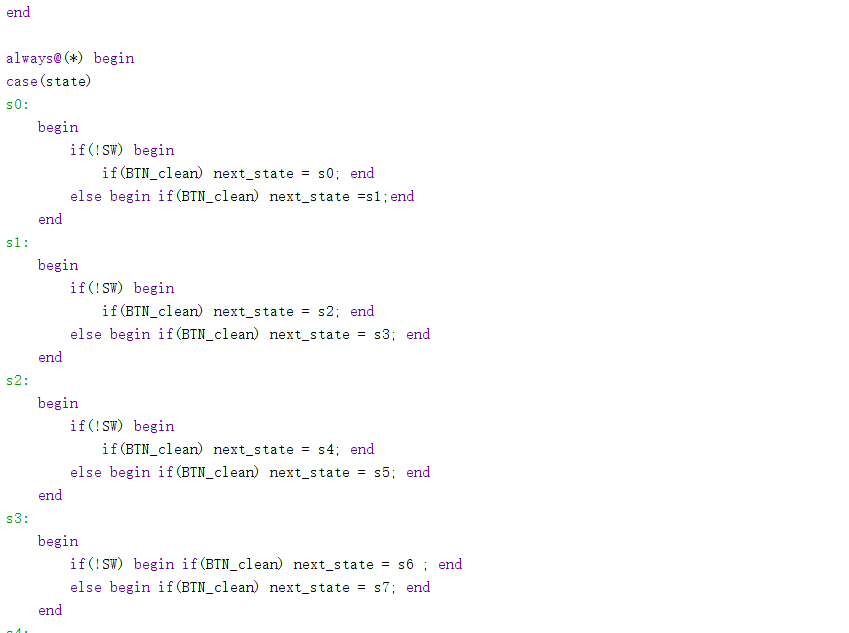 end
always@(*) begin
case(state)
s0:
begin
if(!SW) begin
if(BTN_clean) next_state = s0; end
else begin if(BTN_clean) next_state =s1;end
end
s1:
begin
if(!SW) begin
if(BTN_clean) next_state = s2; end
else begin if(BTN_clean) next_state = s3; end
end
s2:
begin
if(!SW) begin
if(BTN_clean) next_state = s4; end
else begin if(BTN_clean) next_state = s5; end
end
s3:
begin
if(!SW) begin if(BTN_clean) next_state = s6 ; end
else begin if(BTN_clean) next_state = s7; end
end
s4: